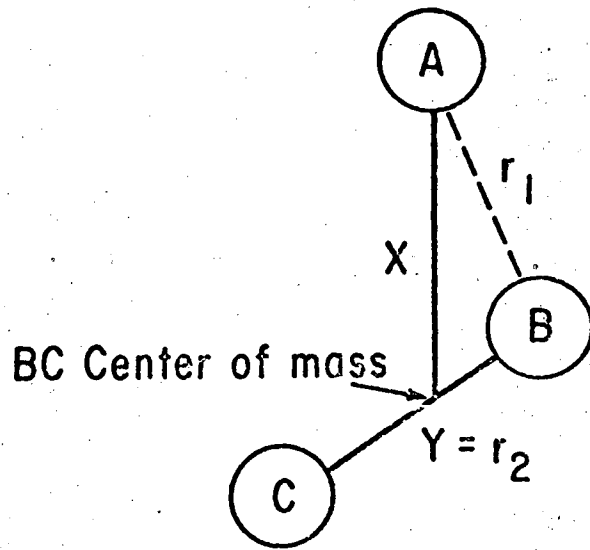 A
r₁
X
B
BC Center of mass
Y = r₂
C